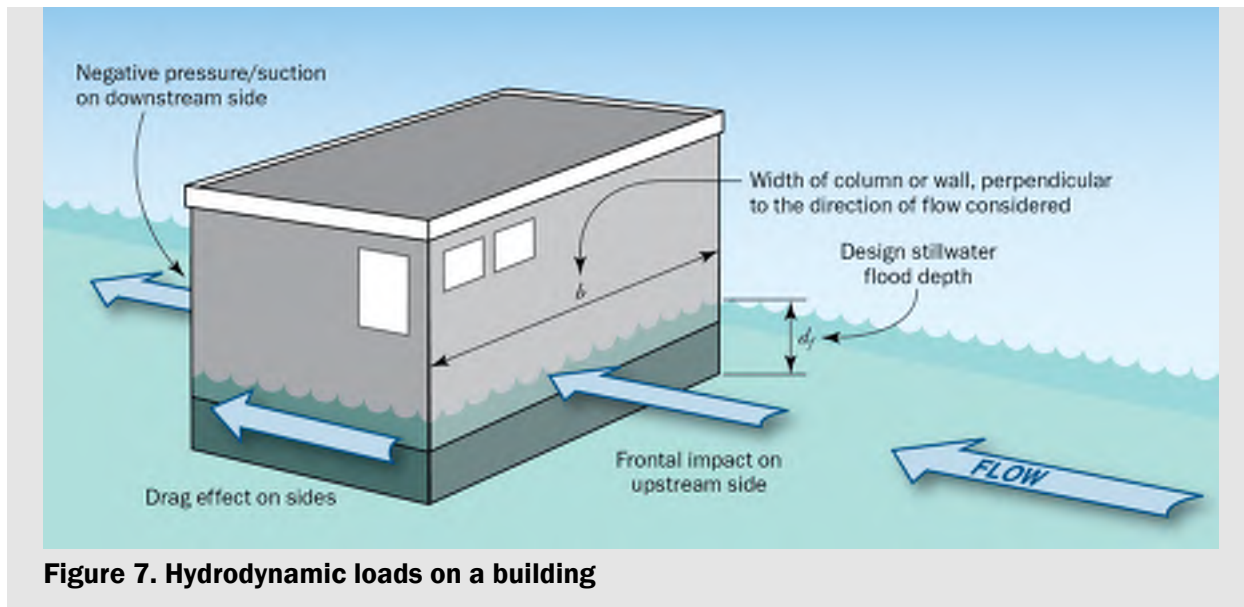 Negative pressure/suction
on downstream side
Width of column or wall, perpendicular
to the direction of flow considered
Design stillwater
flood depth
b
d_f
Frontal impact on
upstream side
FLOW
Drag effect on sides
Figure 7. Hydrodynamic loads on a building